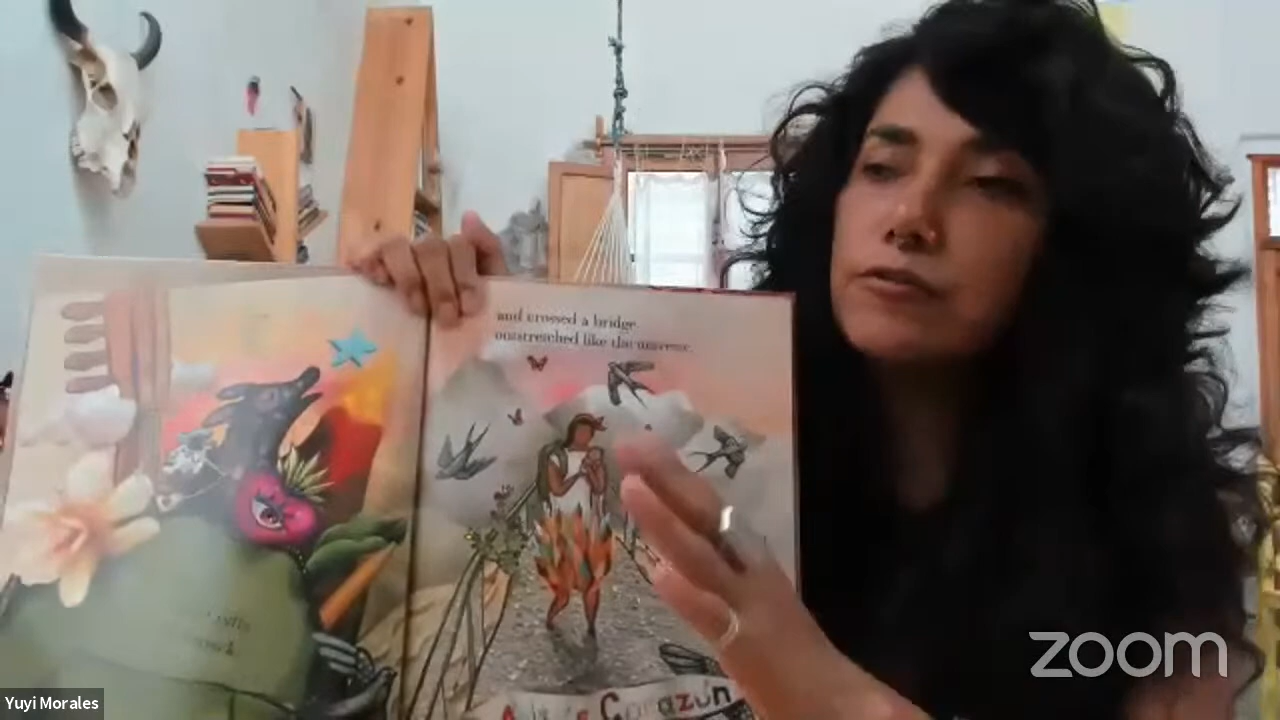 and crossed a bridge
outstretched like the universe.
Corazón
zoom
Yuyi Morales